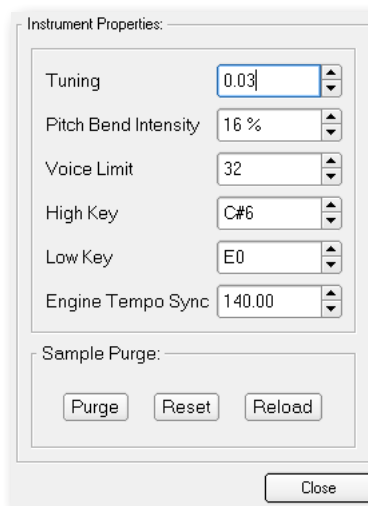 Instrument Properties:
Tuning 0.03
Pitch Bend Intensity 16 %
Voice Limit 32
High Key C#6
Low Key E0
Engine Tempo Sync 140.00
Sample Purge:
Purge Reset Reload
Close